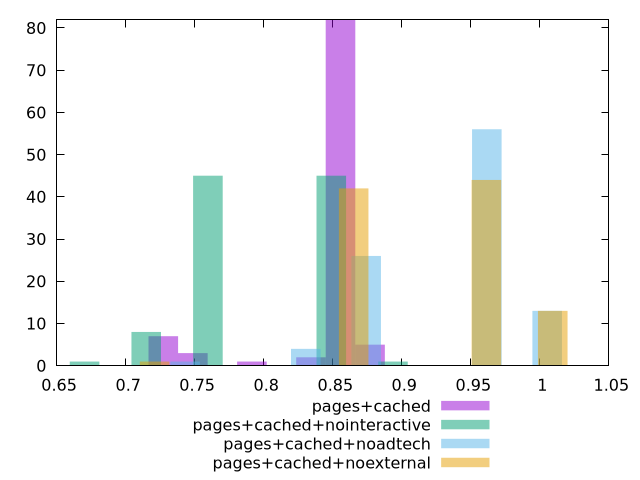 80
70
60
50
40
30
20
10
0
0.65 0.7 0.75 0.8 0.85 0.9 0.95 1 1.05
pages+cached
pages+cached+nointeractive
pages+cached+noadtech
pages+cached+noexternal